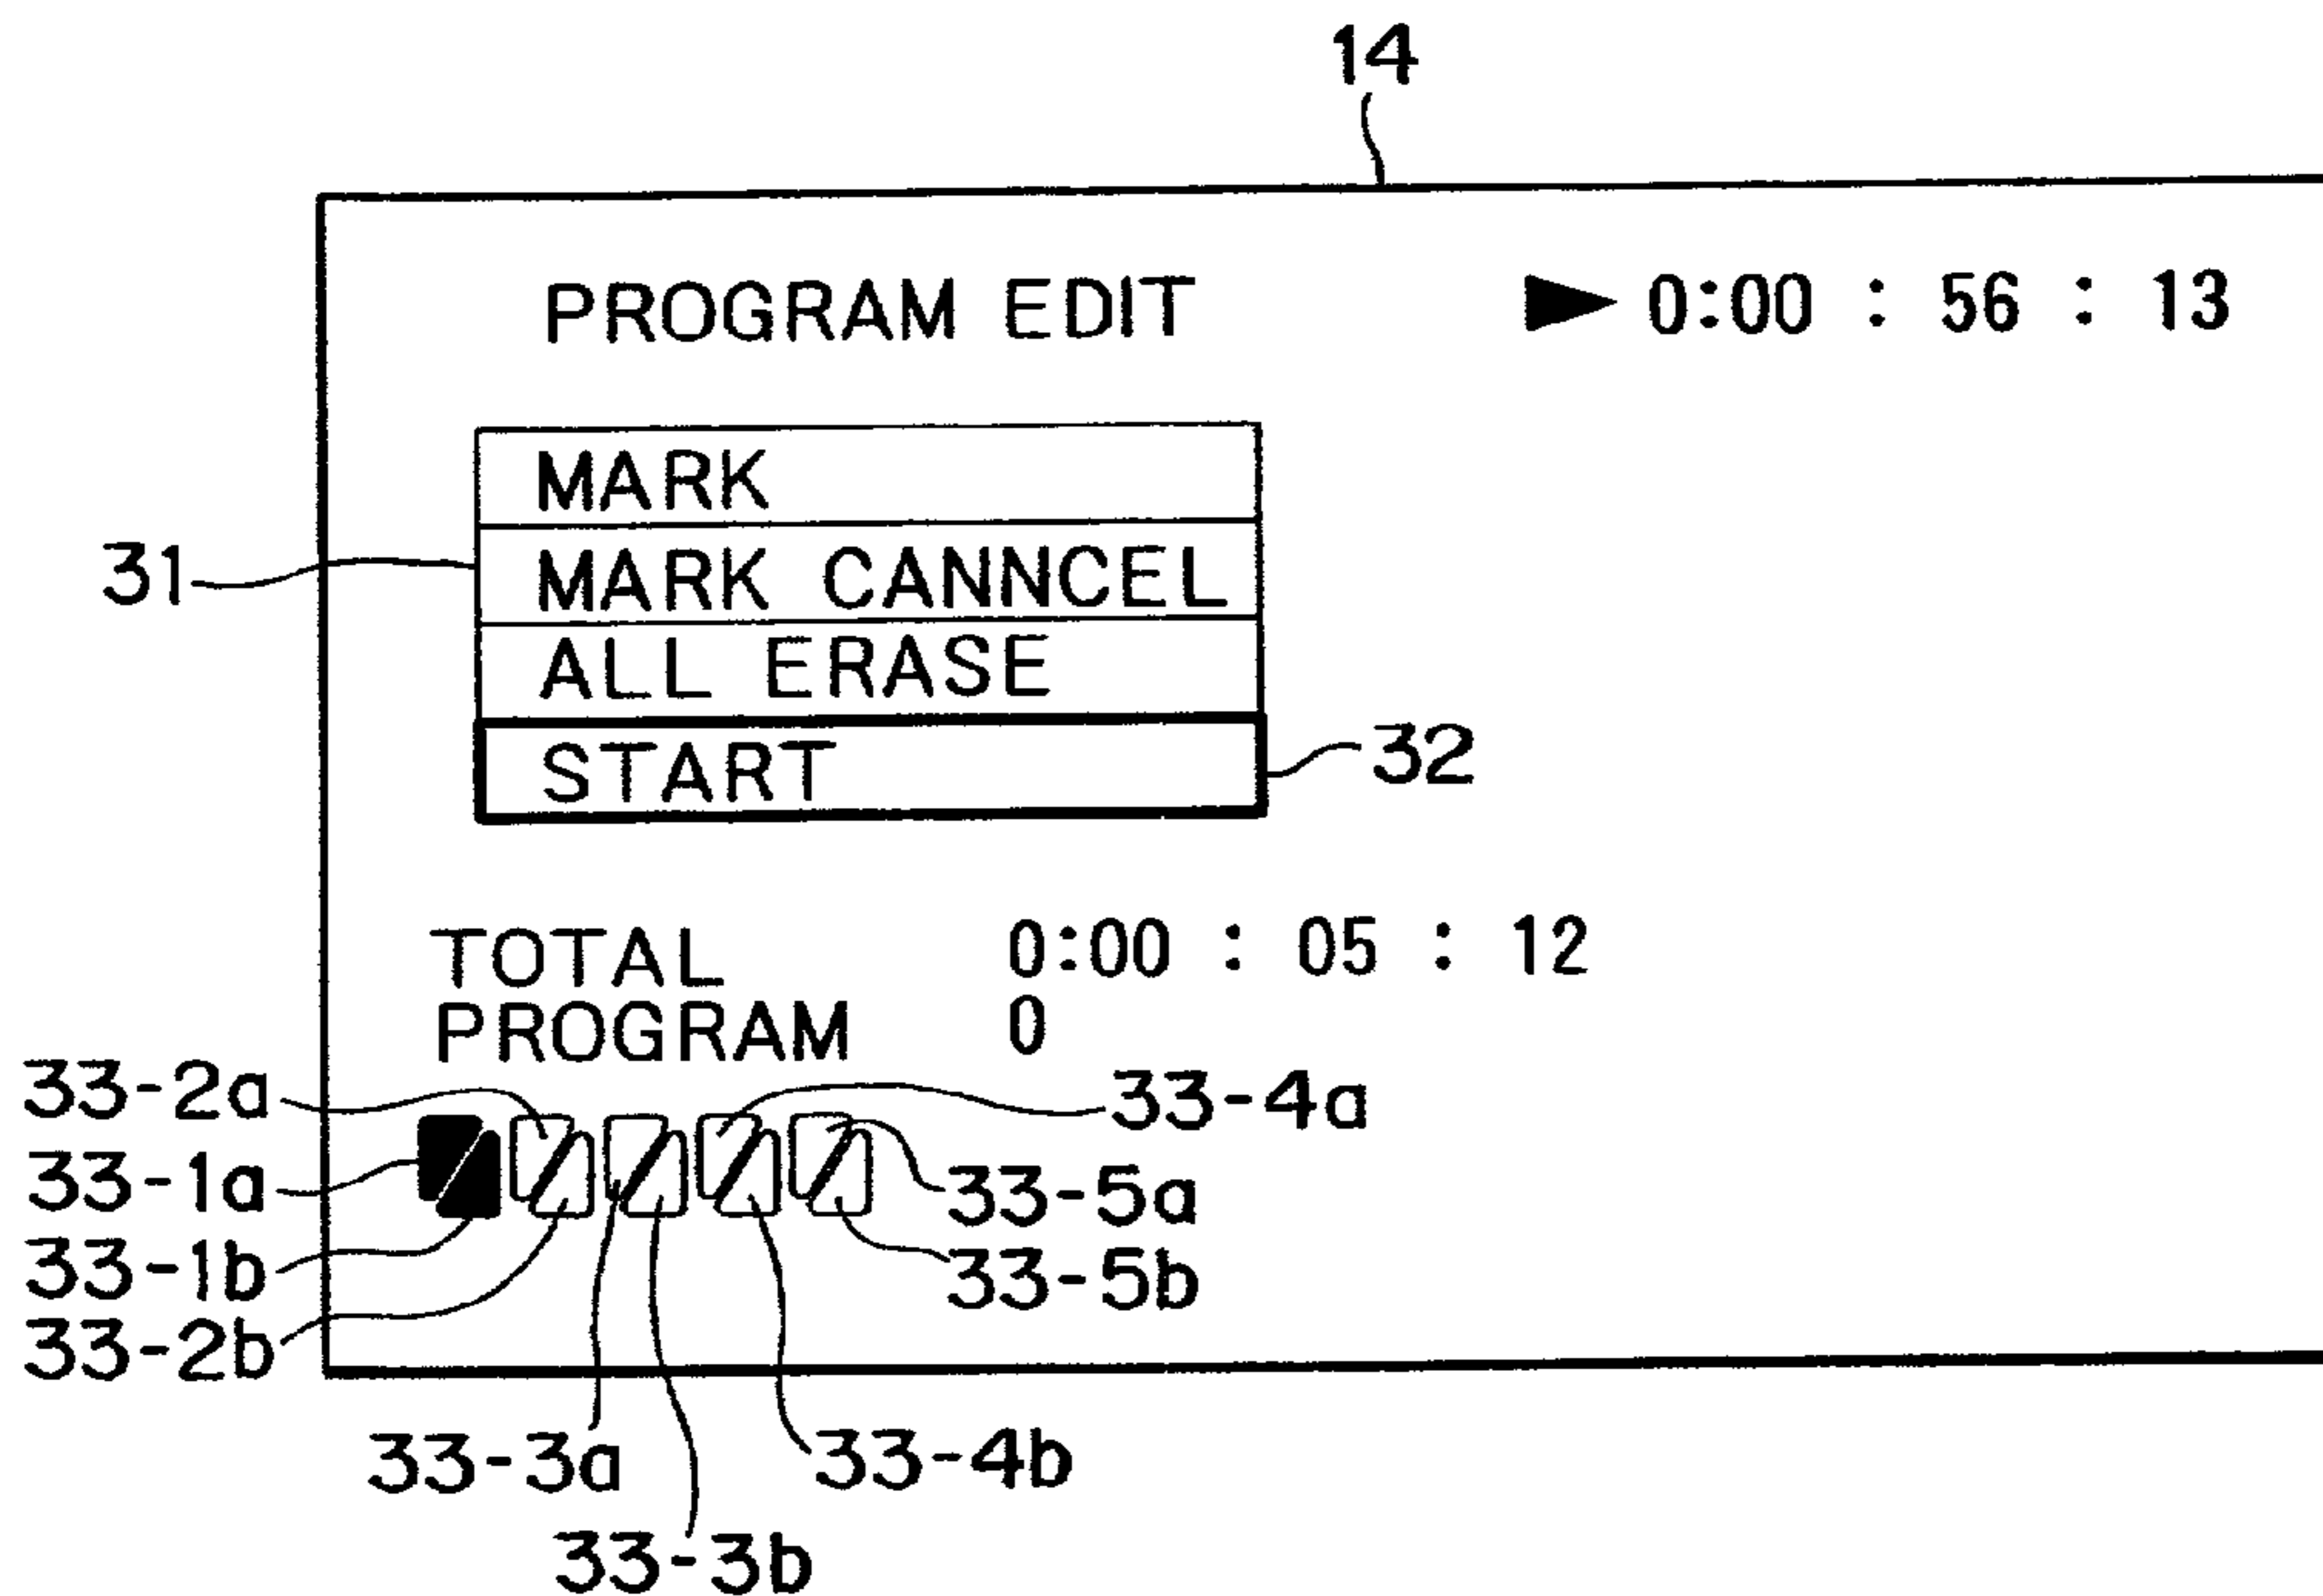 14
PROGRAM EDIT ▶ 0:00 : 56 : 13
MARK
31
MARK CANNCEL
ALL ERASE
START
32
TOTAL 0:00 : 05 : 12
PROGRAM 0
33-2a
33-4a
33-1a
33-5a
33-1b
33-5b
33-2b
33-3a
33-4b
33-3b